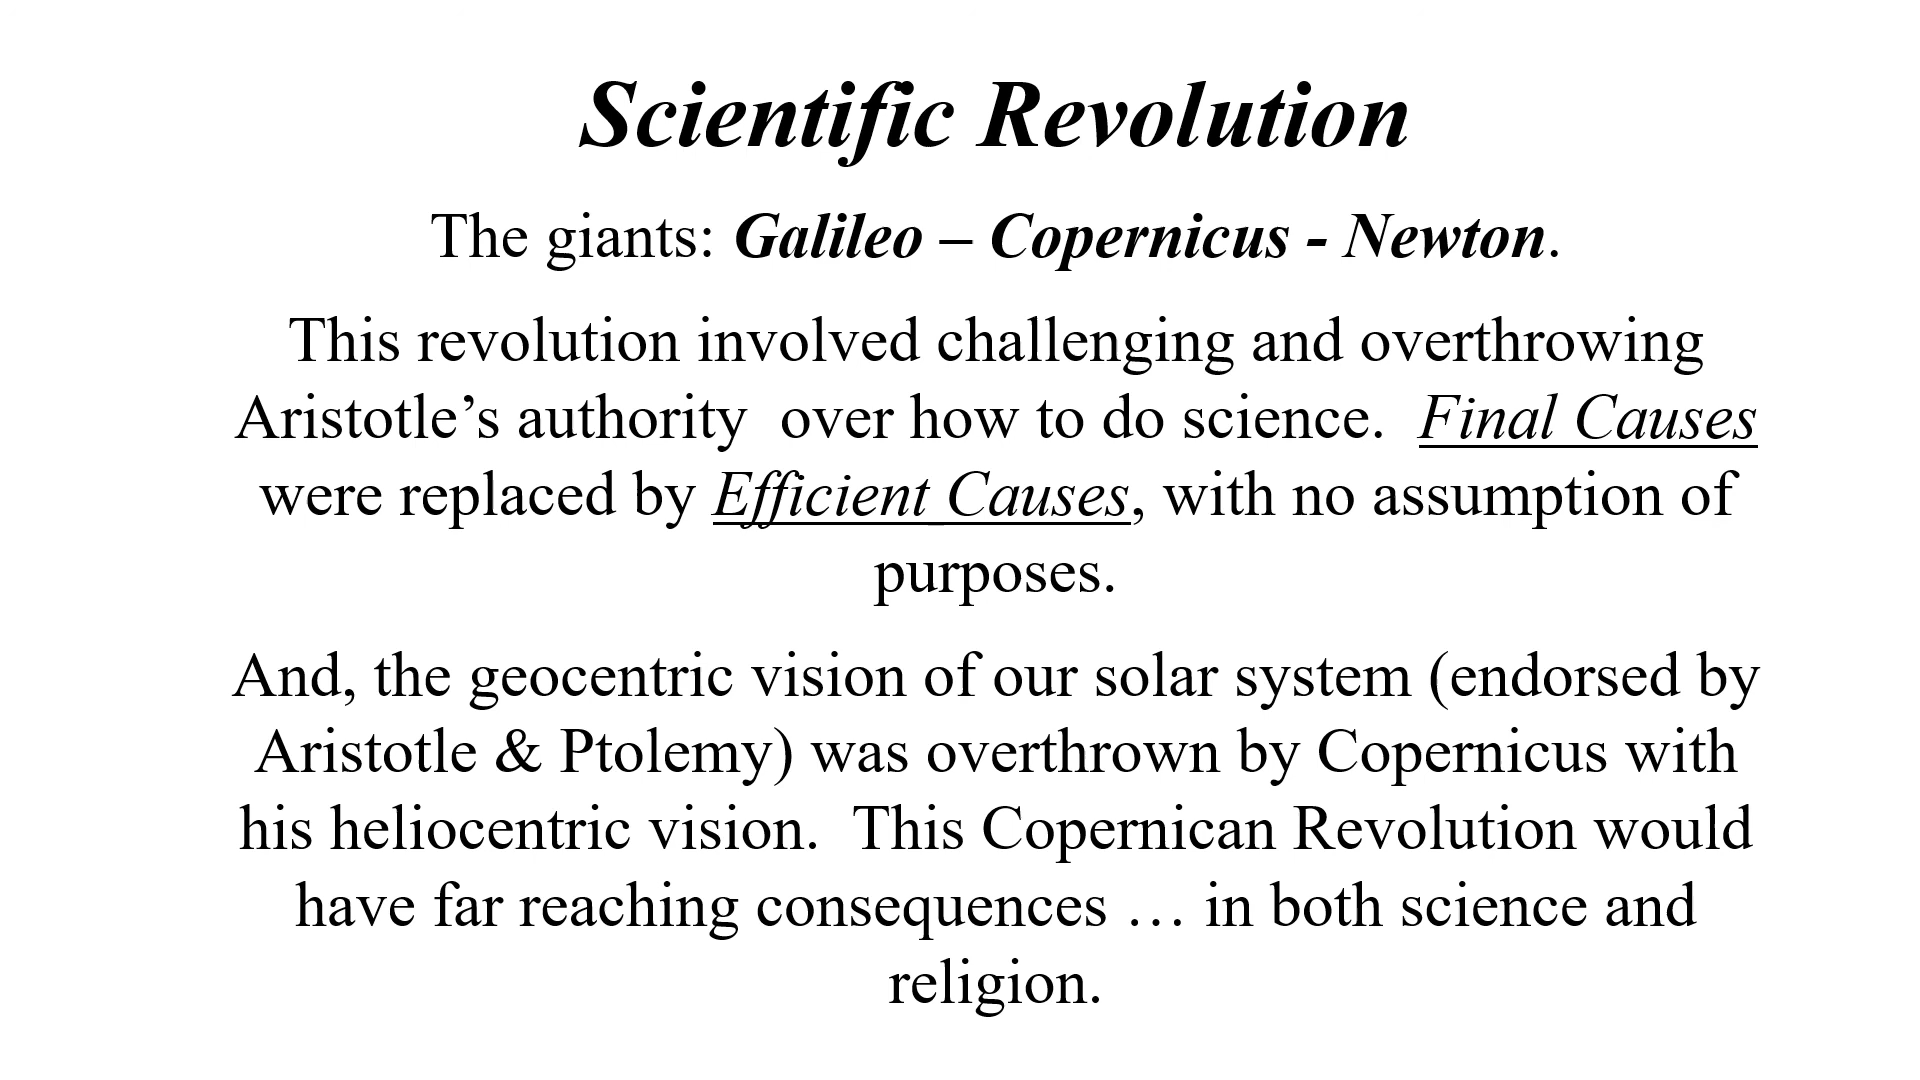 Scientific Revolution
The giants: Galileo – Copernicus - Newton.
This revolution involved challenging and overthrowing
Aristotle’s authority  over how to do science.  Final Causes
were replaced by Efficient Causes, with no assumption of
purposes.
And, the geocentric vision of our solar system (endorsed by
Aristotle & Ptolemy) was overthrown by Copernicus with
his heliocentric vision.  This Copernican Revolution would
have far reaching consequences … in both science and
religion.